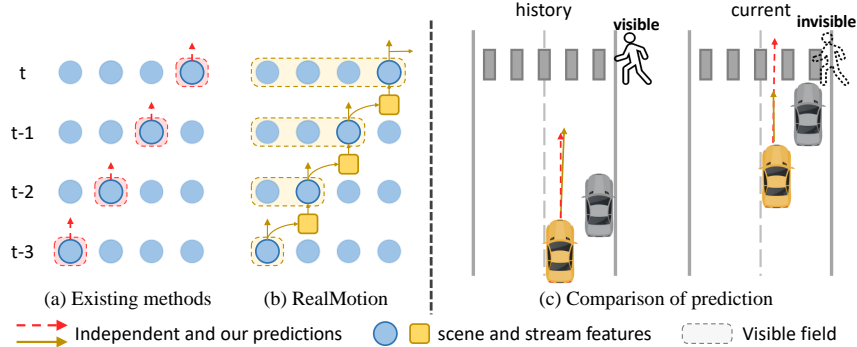 t
t-1
t-2
t-3
history
visible
current
invisible
(a) Existing methods
(b) RealMotion
(c) Comparison of prediction
Independent and our predictions
scene and stream features
Visible field